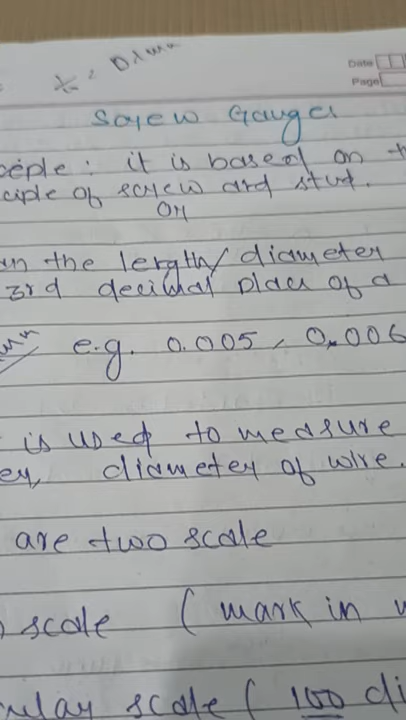 Date
Page
Screw Gauge
ciple : it is based on
ciple of screw and stud.
OR
the length/diameter
3rd decimal place of a
e.g. 0.005, 0.006
is used to measure
diameter of wire.
are two scale
scale ( mark in
scale ( 100 di